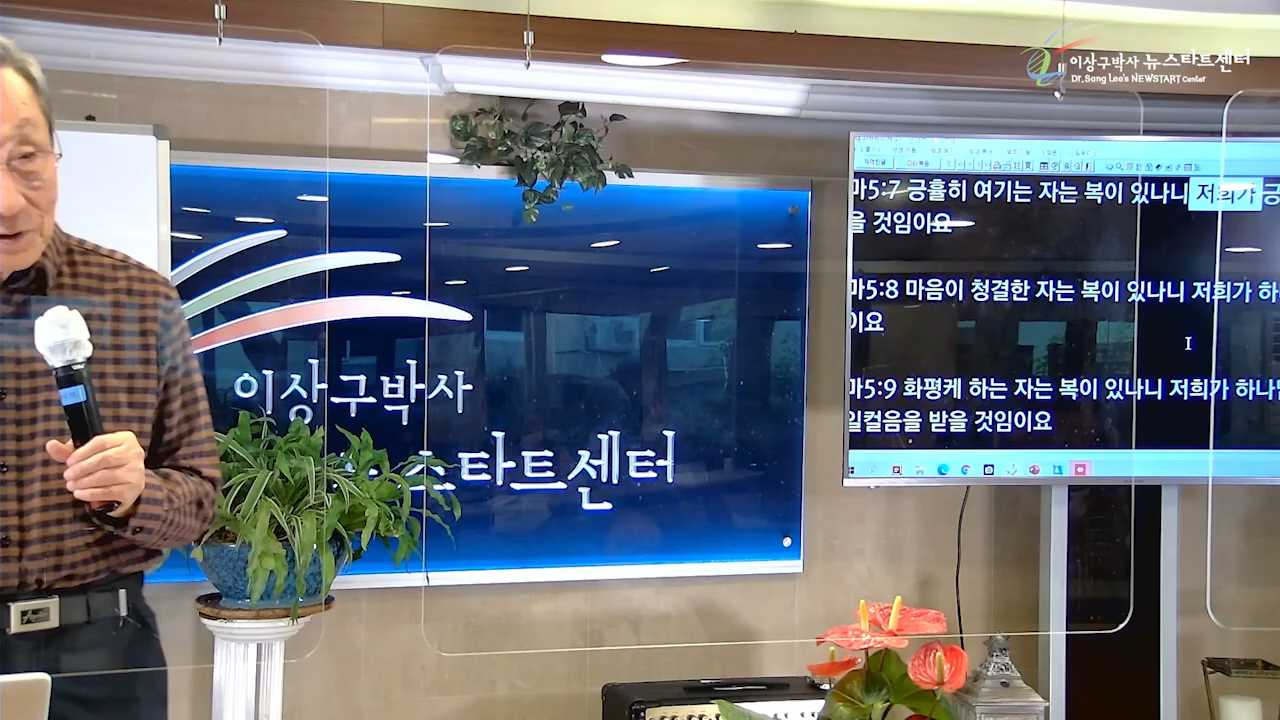 이상구박사 뉴스타트센터
Dr. Sang Lee's NEWSTART Center
마5:7 긍휼히 여기는 자는 복이 있나니 저희가 긍
을 것임이요
마5:8 마음이 청결한 자는 복이 있나니 저희가 하
이요
마5:9 화평케 하는 자는 복이 있나니 저희가 하나
일컬음을 받을 것임이요
이상구박사
스타트센터